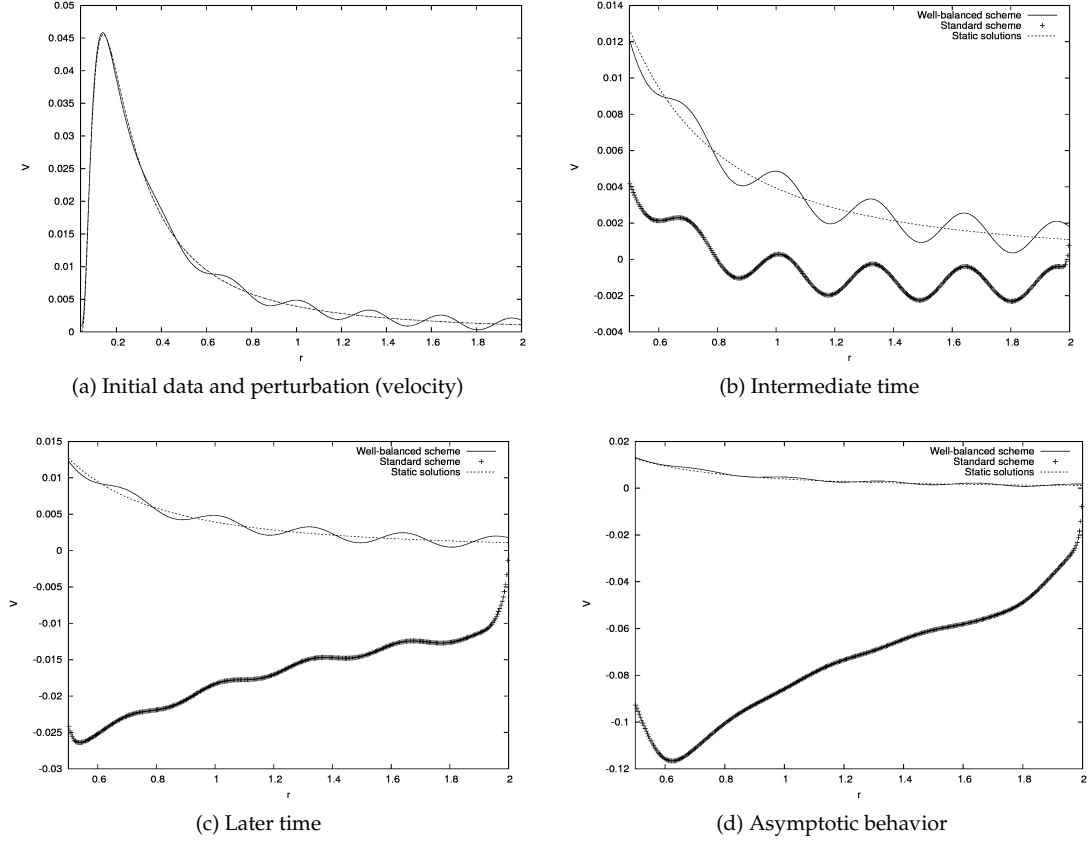 0.05
0.045
0.04
0.035
0.03
0.025
0.02
0.015
0.01
0.005
0
V
0.2 0.4 0.6 0.8 1 1.2 1.4 1.6 1.8 2
r
(a) Initial data and perturbation (velocity)
0.014
0.012
0.01
0.008
0.006
0.004
0.002
0
-0.002
-0.004
V
Well-balanced scheme
Standard scheme
Static solutions
0.6 0.8 1 1.2 1.4 1.6 1.8 2
r
(b) Intermediate time
0.015
0.01
0.005
0
-0.005
-0.01
-0.015
-0.02
-0.025
-0.03
V
Well-balanced scheme
Standard scheme
Static solutions
0.6 0.8 1 1.2 1.4 1.6 1.8 2
r
(c) Later time
0.02
0
-0.02
-0.04
-0.06
-0.08
-0.1
-0.12
V
Well-balanced scheme
Standard scheme
Static solutions
0.6 0.8 1 1.2 1.4 1.6 1.8 2
r
(d) Asymptotic behavior